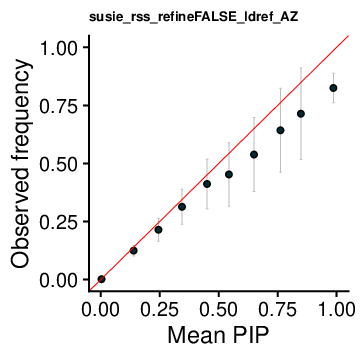 susie_rss_refineFALSE_ldref_AZ
Observed frequency
1.00
0.75
0.50
0.25
0.00
0.00 0.25 0.50 0.75 1.00
Mean PIP